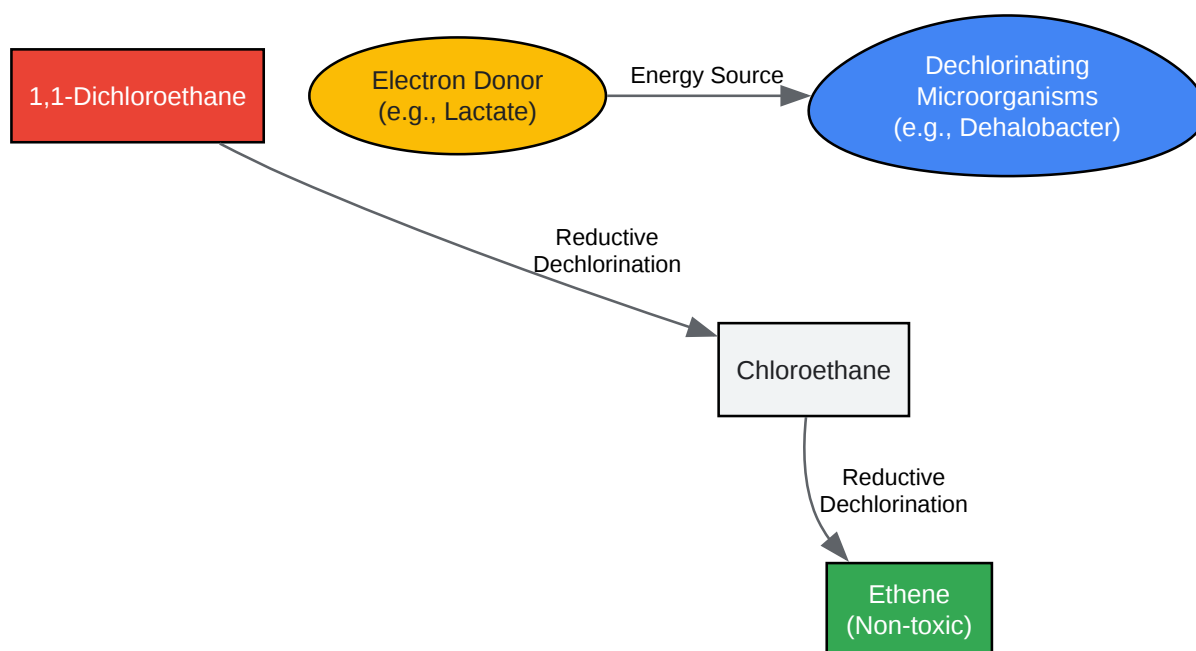 1,1-Dichloroethane
Electron Donor
(e.g., Lactate)
Energy Source
Dechlorinating
Microorganisms
(e.g., Dehalobacter)
Reductive
Dechlorination
Chloroethane
Reductive
Dechlorination
Ethene
(Non-toxic)